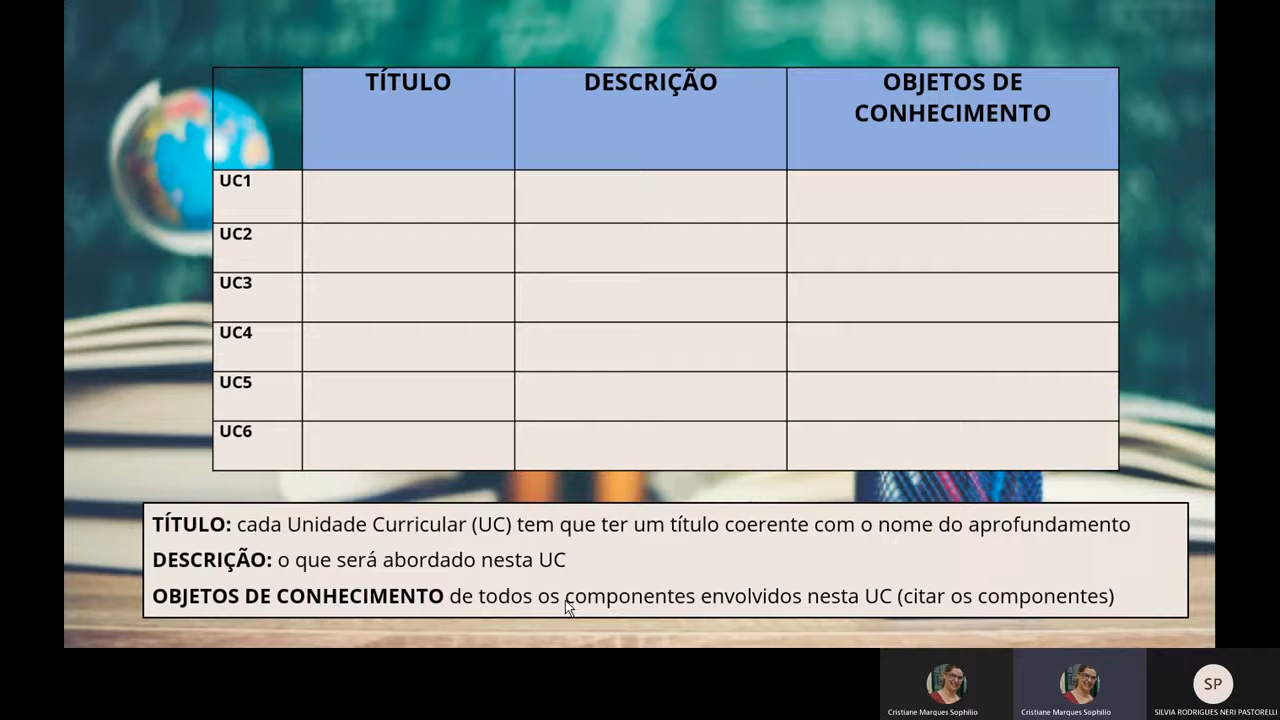 TÍTULO
DESCRIÇÃO
OBJETOS DE
CONHECIMENTO
UC1
UC2
UC3
UC4
UC5
UC6
TÍTULO: cada Unidade Curricular (UC) tem que ter um título coerente com o nome do aprofundamento
DESCRIÇÃO: o que será abordado nesta UC
OBJETOS DE CONHECIMENTO de todos os componentes envolvidos nesta UC (citar os componentes)
SP
Cristiane Marques Sophilio
Cristiane Marques Sophilio
SILVIA RODRIGUES NERI PASTORELLI